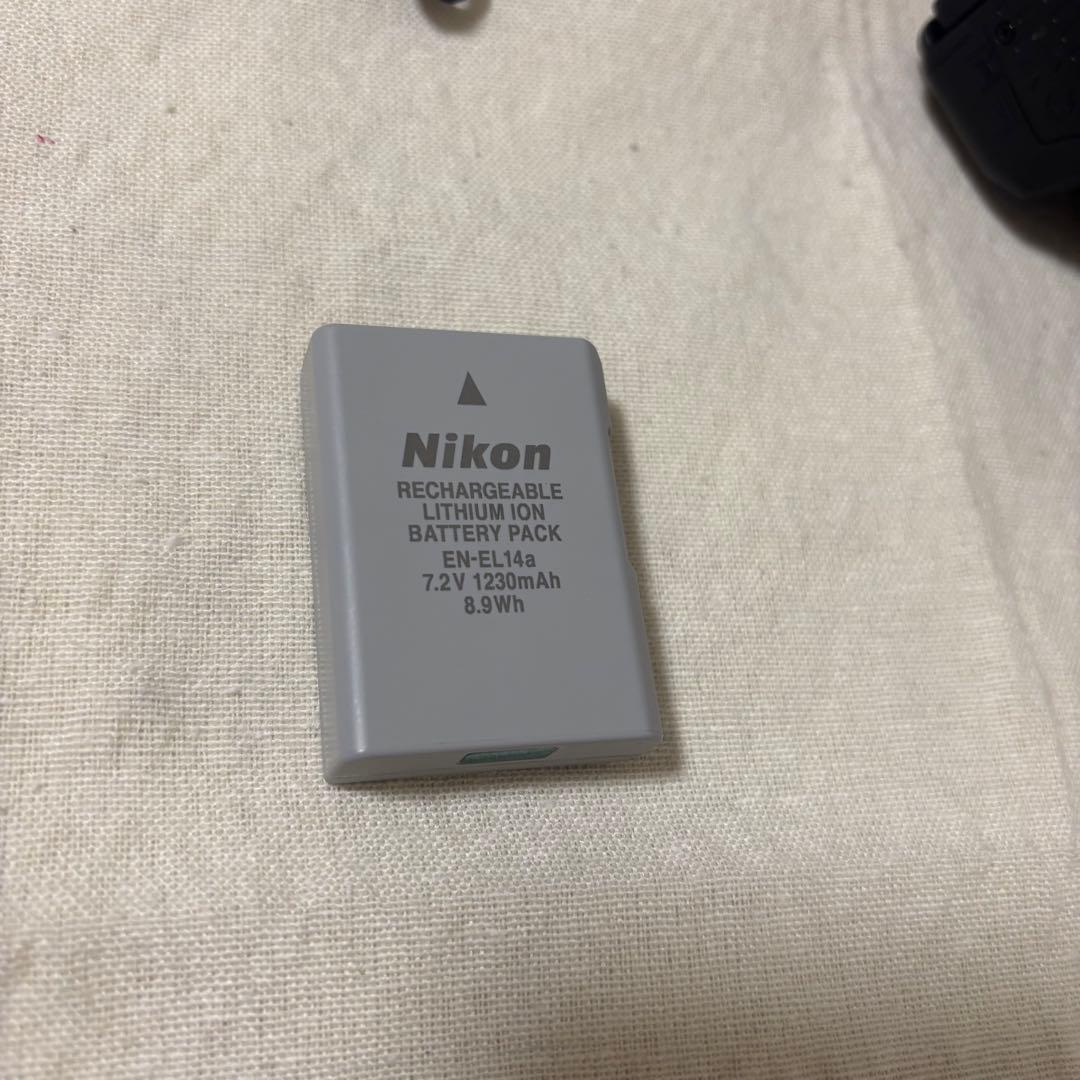 Nikon
RECHARGEABLE
LITHIUM ION
BATTERY PACK
EN-EL14a
7.2V 1230mAh
8.9Wh